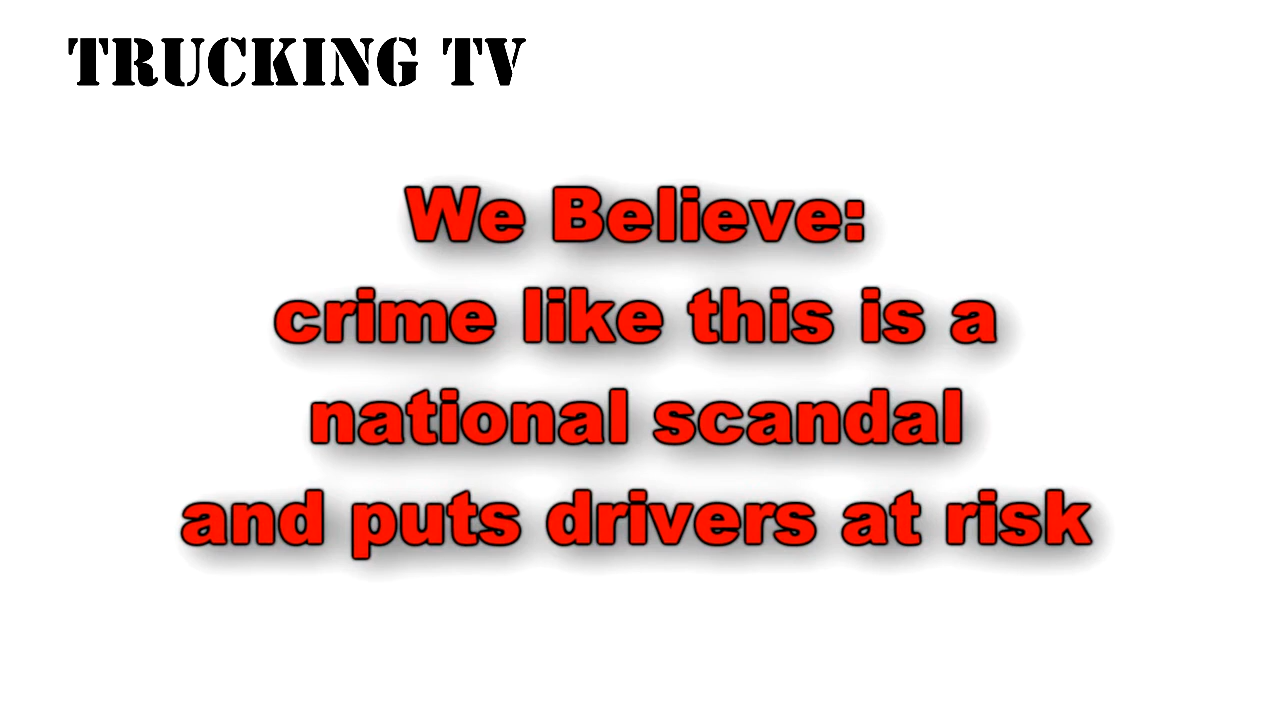 TRUCKING TV
We Believe:
crime like this is a
national scandal
and puts drivers at risk